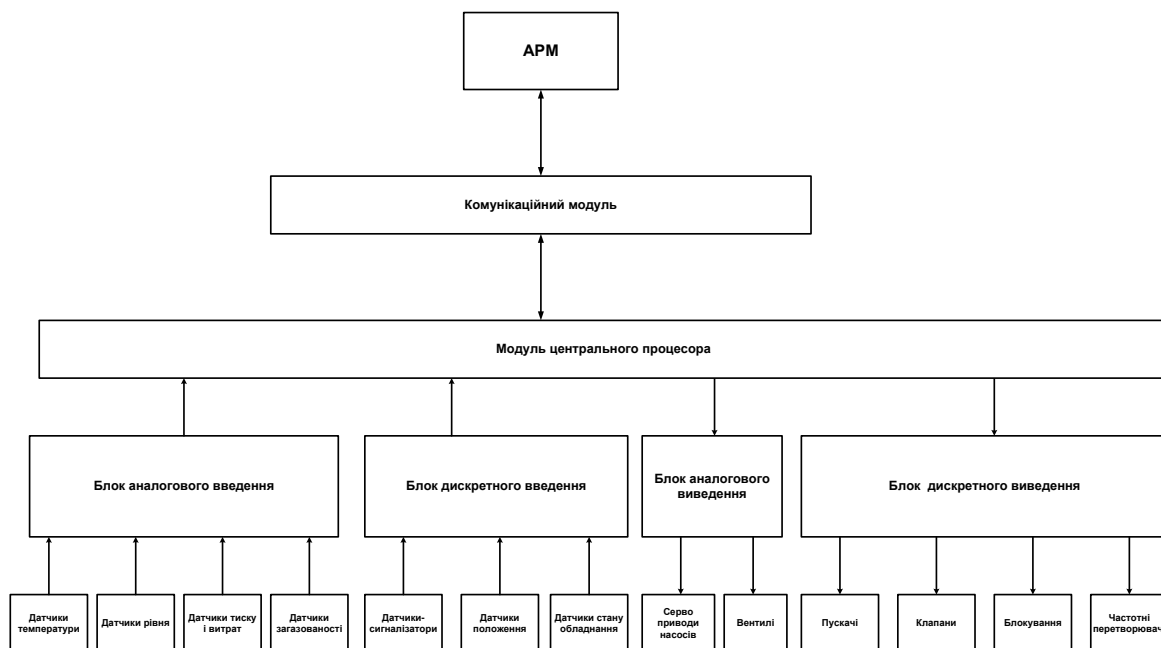 АРМ
Комунікаційний модуль
Модуль центрального процесора
Блок аналогового введення
Блок дискретного введення
Блок аналогового
виведення
Блок дискретного виведення
Датчики
температури
Датчики рівня
Датчики тиску
і витрат
Датчики
загазованості
Датчики-
сигналізатори
Датчики
положення
Датчики стану
обладнання
Серво
приводи
насосів
Вентилі
Пускачі
Клапани
Блокування
Частотні
перетворювач